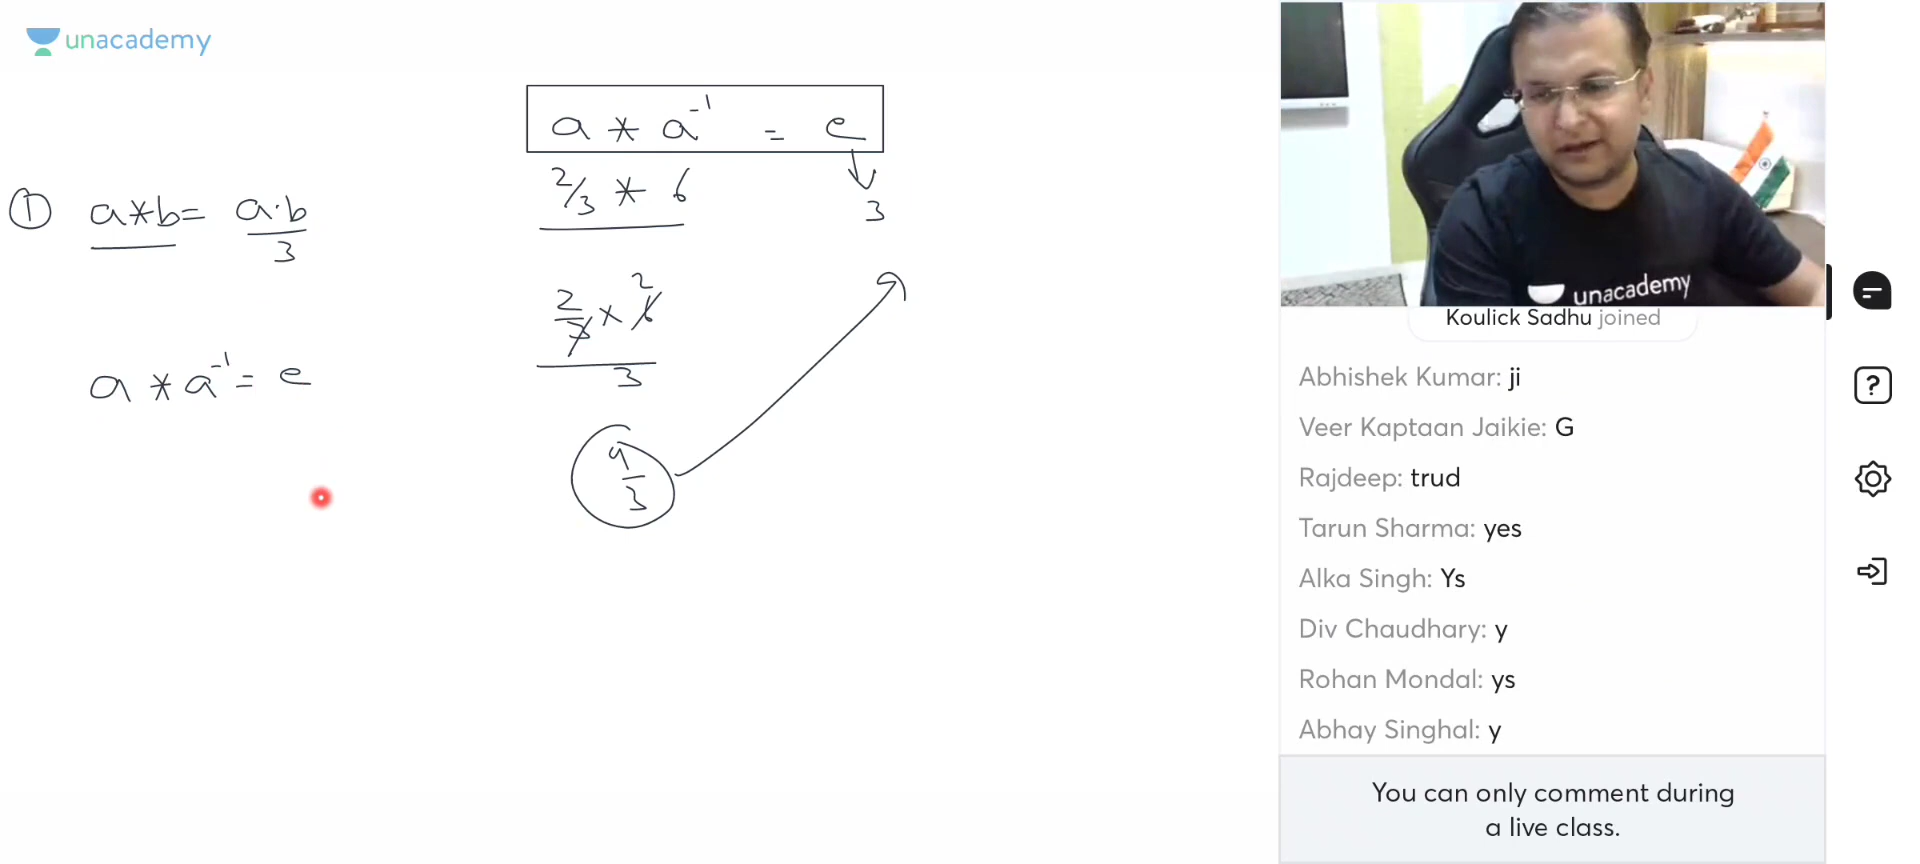 unacademy
a * a⁻¹ = e
2/3 * 6
3
① a*b = a·b/3
2/3 × 6 2
3
a * a⁻¹ = e
4/3
unacademy
Koulick Sadhu joined
Abhishek Kumar: ji
Veer Kaptaan Jaikie: G
Rajdeep: trud
Tarun Sharma: yes
Alka Singh: Ys
Div Chaudhary: y
Rohan Mondal: ys
Abhay Singhal: y
?
You can only comment during
a live class.